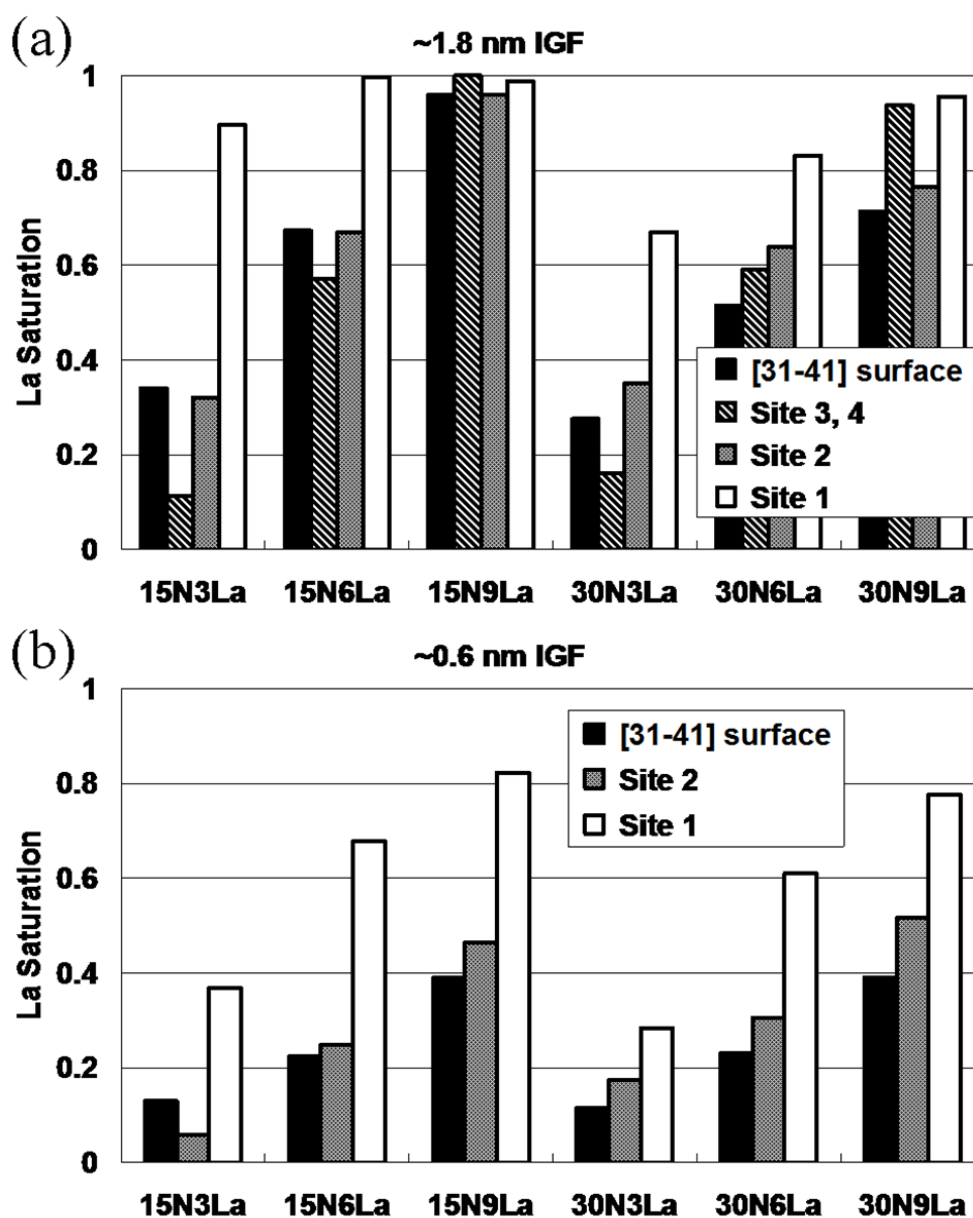 (a)
~1.8 nm IGF
La Saturation
1
0.8
0.6
0.4
0.2
0
[31-41] surface
Site 3, 4
Site 2
Site 1
15N3La 15N6La 15N9La 30N3La 30N6La 30N9La
(b)
~0.6 nm IGF
La Saturation
1
0.8
0.6
0.4
0.2
0
[31-41] surface
Site 2
Site 1
15N3La 15N6La 15N9La 30N3La 30N6La 30N9La